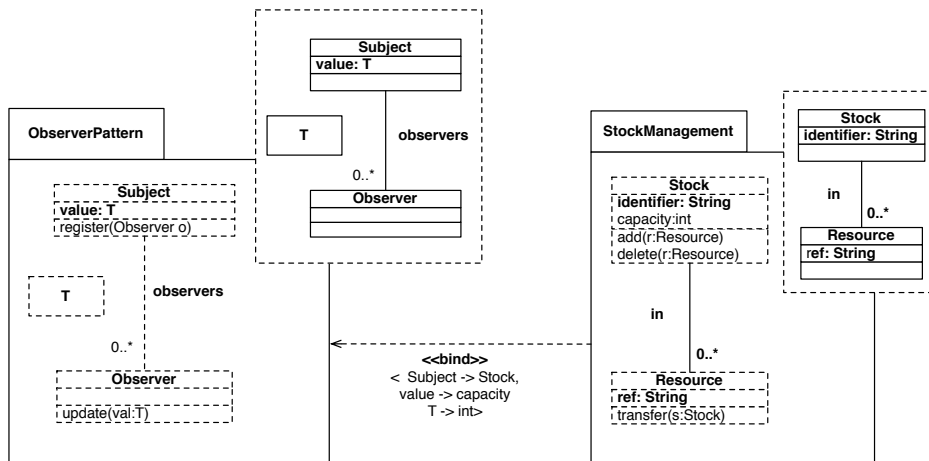 Subject
value: T
T
observers
0..*
Observer
ObserverPattern
Subject
value: T
register(Observer o)
T
observers
0..*
Observer
update(val:T)
<<bind>>
< Subject -> Stock,
value -> capacity
T -> int>
StockManagement
Stock
identifier: String
in
0..*
Resource
ref: String
Stock
identifier: String
capacity:int
add(r:Resource)
delete(r:Resource)
in
0..*
Resource
ref: String
transfer(s:Stock)